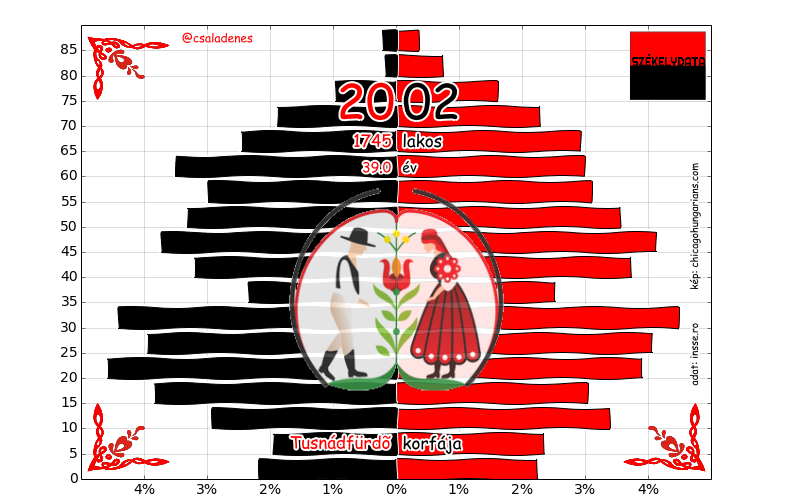 @csaladenes
SZÉKELYDATA
2002
1745 lakos
39.0 év
kép: chicagohungarians.com
adat: insse.ro
Tusnádfürdő korfája
85
80
75
70
65
60
55
50
45
40
35
30
25
20
15
10
5
0
4% 3% 2% 1% 0% 1% 2% 3% 4%